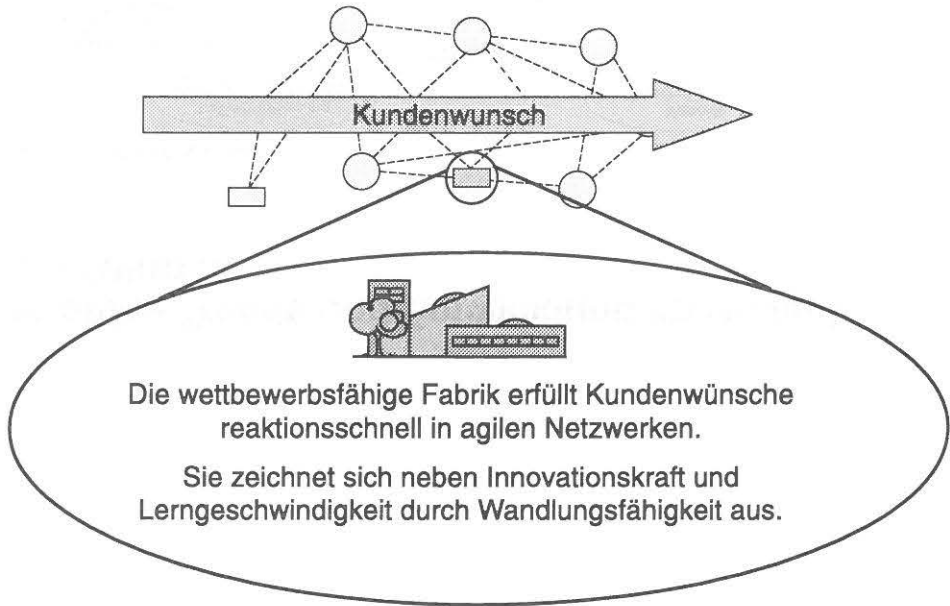 Kundenwunsch
Die wettbewerbsfähige Fabrik erfüllt Kundenwünsche
reaktionsschnell in agilen Netzwerken.
Sie zeichnet sich neben Innovationskraft und
Lerngeschwindigkeit durch Wandlungsfähigkeit aus.